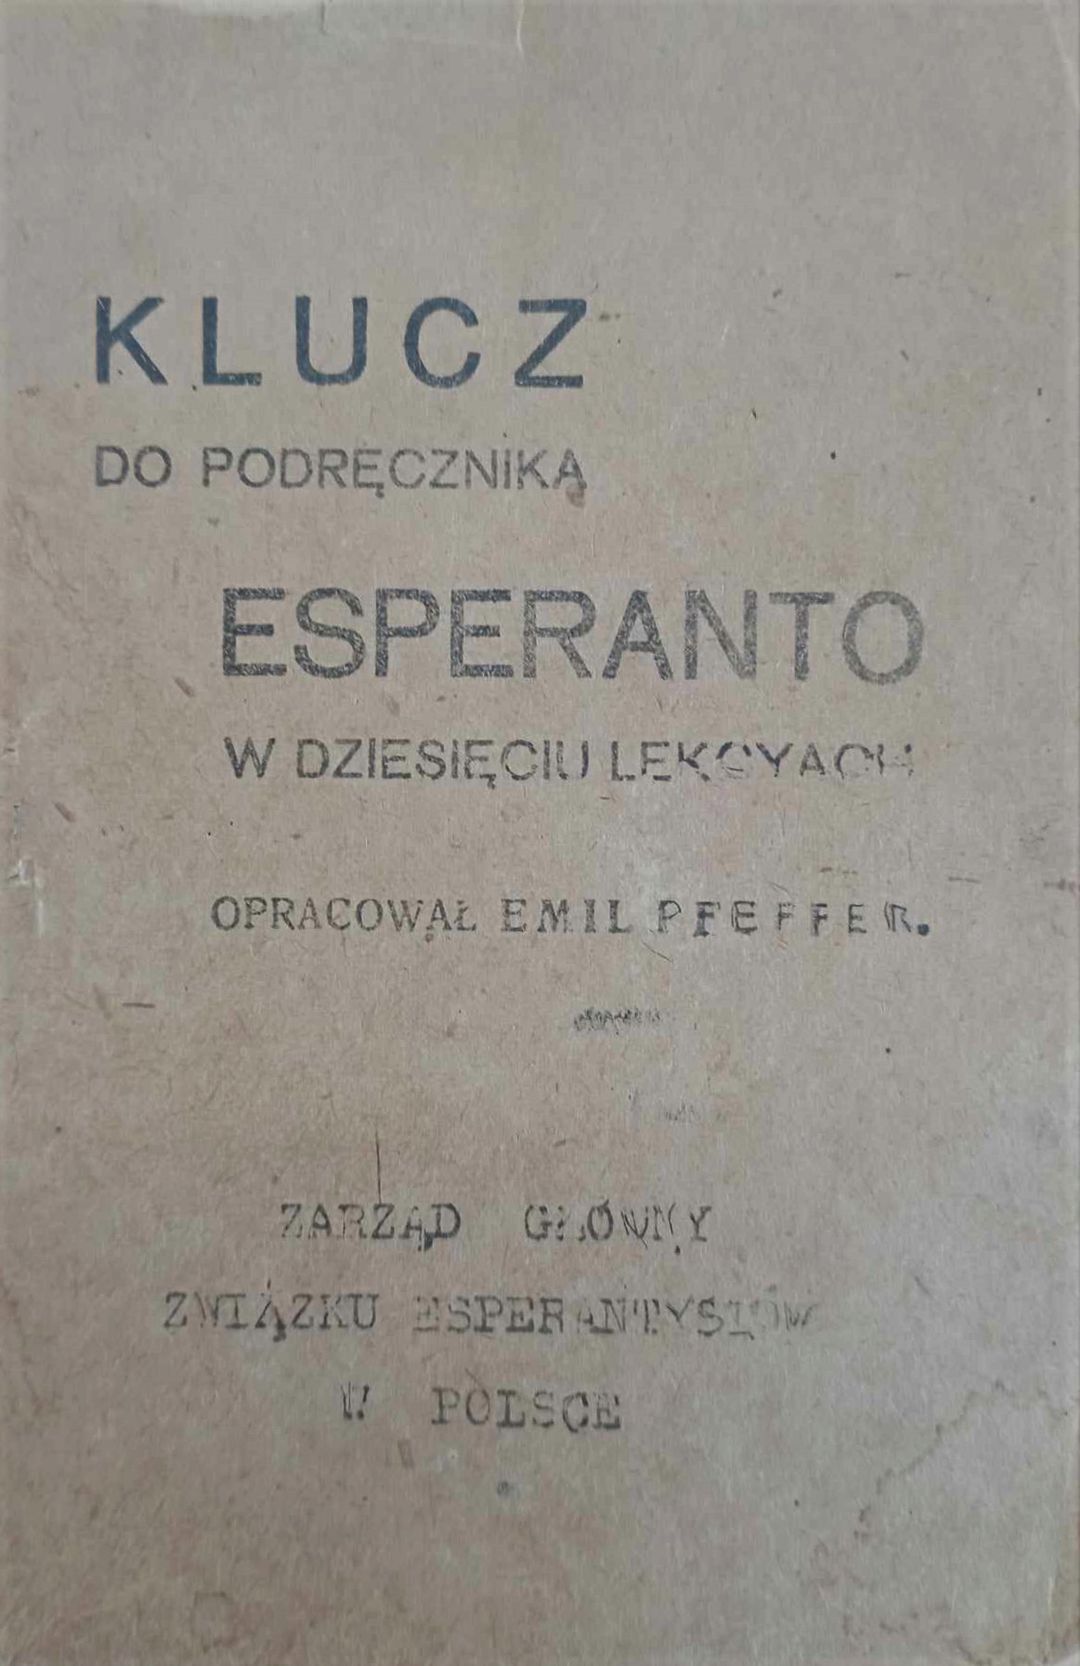 KLUCZ
DO PODRĘCZNIKA
ESPERANTO
W DZIESIĘCIU LEKCYACH
OPRACOWAŁ EMIL PFEFFER.
ZARZĄD GŁÓWNY
ZWIĄZKU ESPERANTYSTÓW
W POLSCE